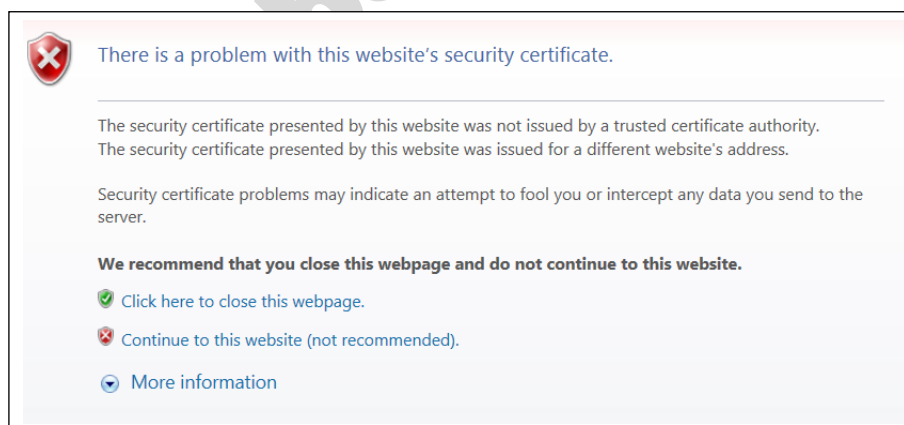 There is a problem with this website's security certificate.
The security certificate presented by this website was not issued by a trusted certificate authority.
The security certificate presented by this website was issued for a different website's address.
Security certificate problems may indicate an attempt to fool you or intercept any data you send to the
server.
We recommend that you close this webpage and do not continue to this website.
Click here to close this webpage.
Continue to this website (not recommended).
More information